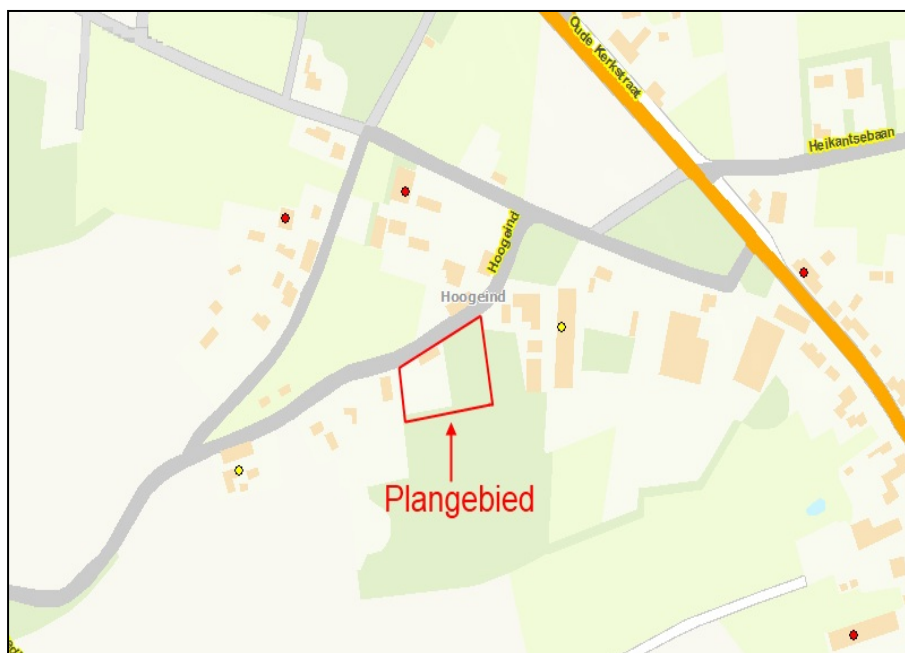 Oude Kerkstraat
Heikantsebaan
Hoogeind
Hoogeind
Plangebied